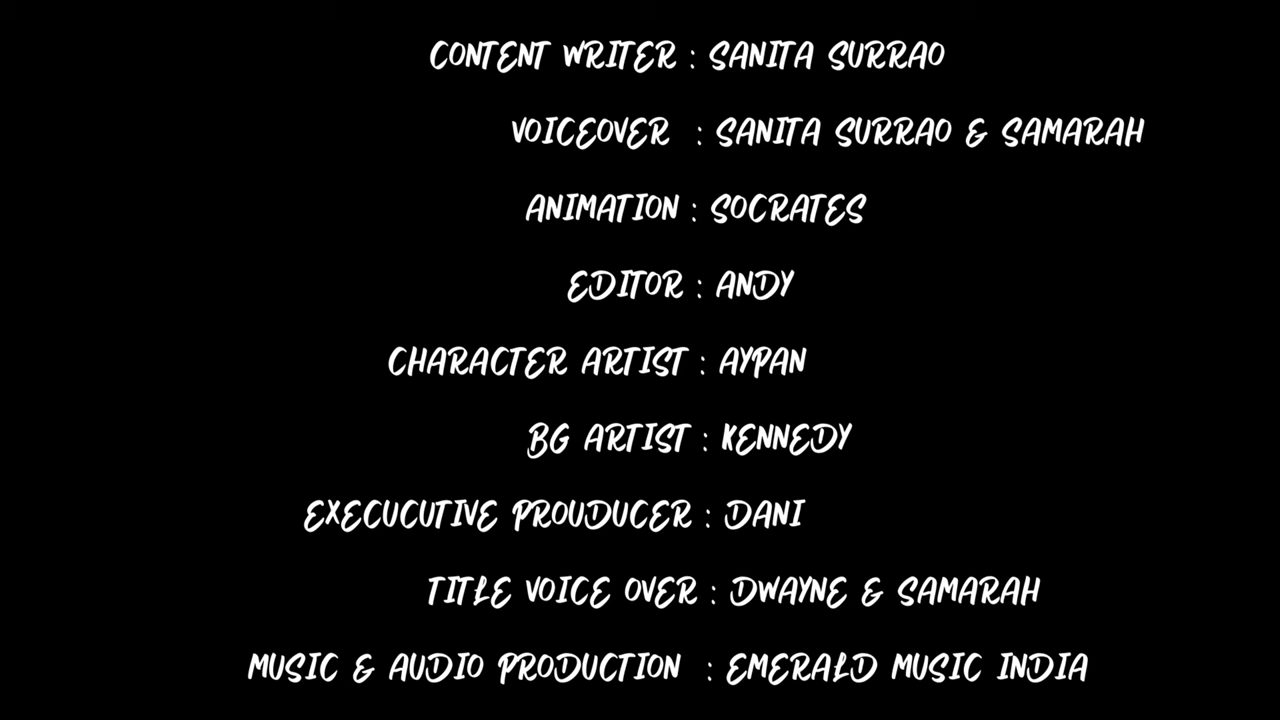 CONTENT WRITER : SANITA SURRAO
VOICEOVER : SANITA SURRAO & SAMARAH
ANIMATION : SOCRATES
EDITOR : ANDY
CHARACTER ARTIST : AYPAN
BG ARTIST : KENNEDY
EXECUCUTIVE PROUDUCER : DANI
TITLE VOICE OVER : DWAYNE & SAMARAH
MUSIC & AUDIO PRODUCTION : EMERALD MUSIC INDIA